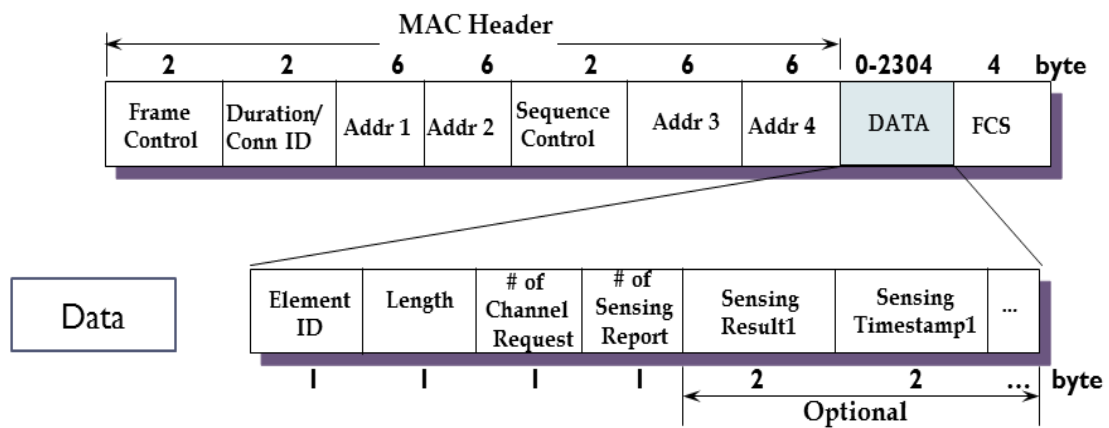 MAC Header
2 2 6 6 2 6 6 0-2304 4 byte
Frame Control
Duration/ Conn ID
Addr 1
Addr 2
Sequence Control
Addr 3
Addr 4
DATA
FCS
Data
Element ID
Length
# of Channel Request
# of Sensing Report
Sensing Result1
Sensing Timestamp1
...
1 1 1 1 2 2 ... byte
Optional